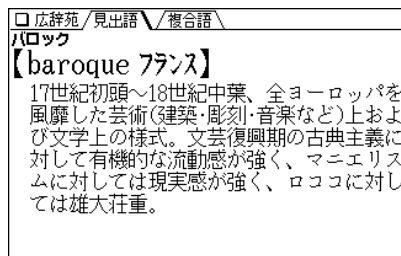 広辞苑 見出語 複合語
バロック
【baroque フランス】
17世紀初頭～18世紀中葉、全ヨーロッパを
風靡した芸術(建築･彫刻･音楽など)上およ
び文学上の様式。文芸復興期の古典主義に
対して有機的な流動感が強く、マニエリス
ムに対しては現実感が強く、ロココに対し
ては雄大荘重。